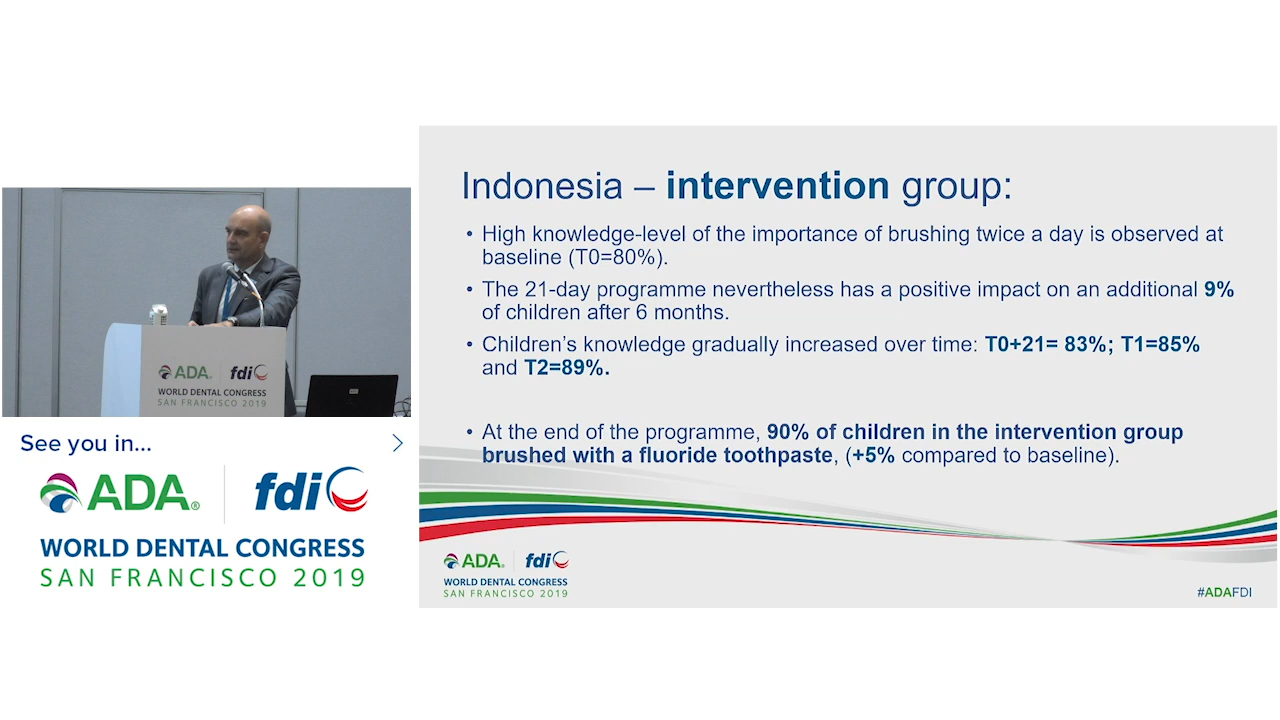 ADA. fdi
WORLD DENTAL CONGRESS
SAN FRANCISCO 2019
See you in...
ADA® fdi
WORLD DENTAL CONGRESS
SAN FRANCISCO 2019
Indonesia – intervention group:
• High knowledge-level of the importance of brushing twice a day is observed at
baseline (T0=80%).
• The 21-day programme nevertheless has a positive impact on an additional 9%
of children after 6 months.
• Children’s knowledge gradually increased over time: T0+21= 83%; T1=85%
and T2=89%.
• At the end of the programme, 90% of children in the intervention group
brushed with a fluoride toothpaste, (+5% compared to baseline).
ADA. fdi
WORLD DENTAL CONGRESS
SAN FRANCISCO 2019
#ADAFDI